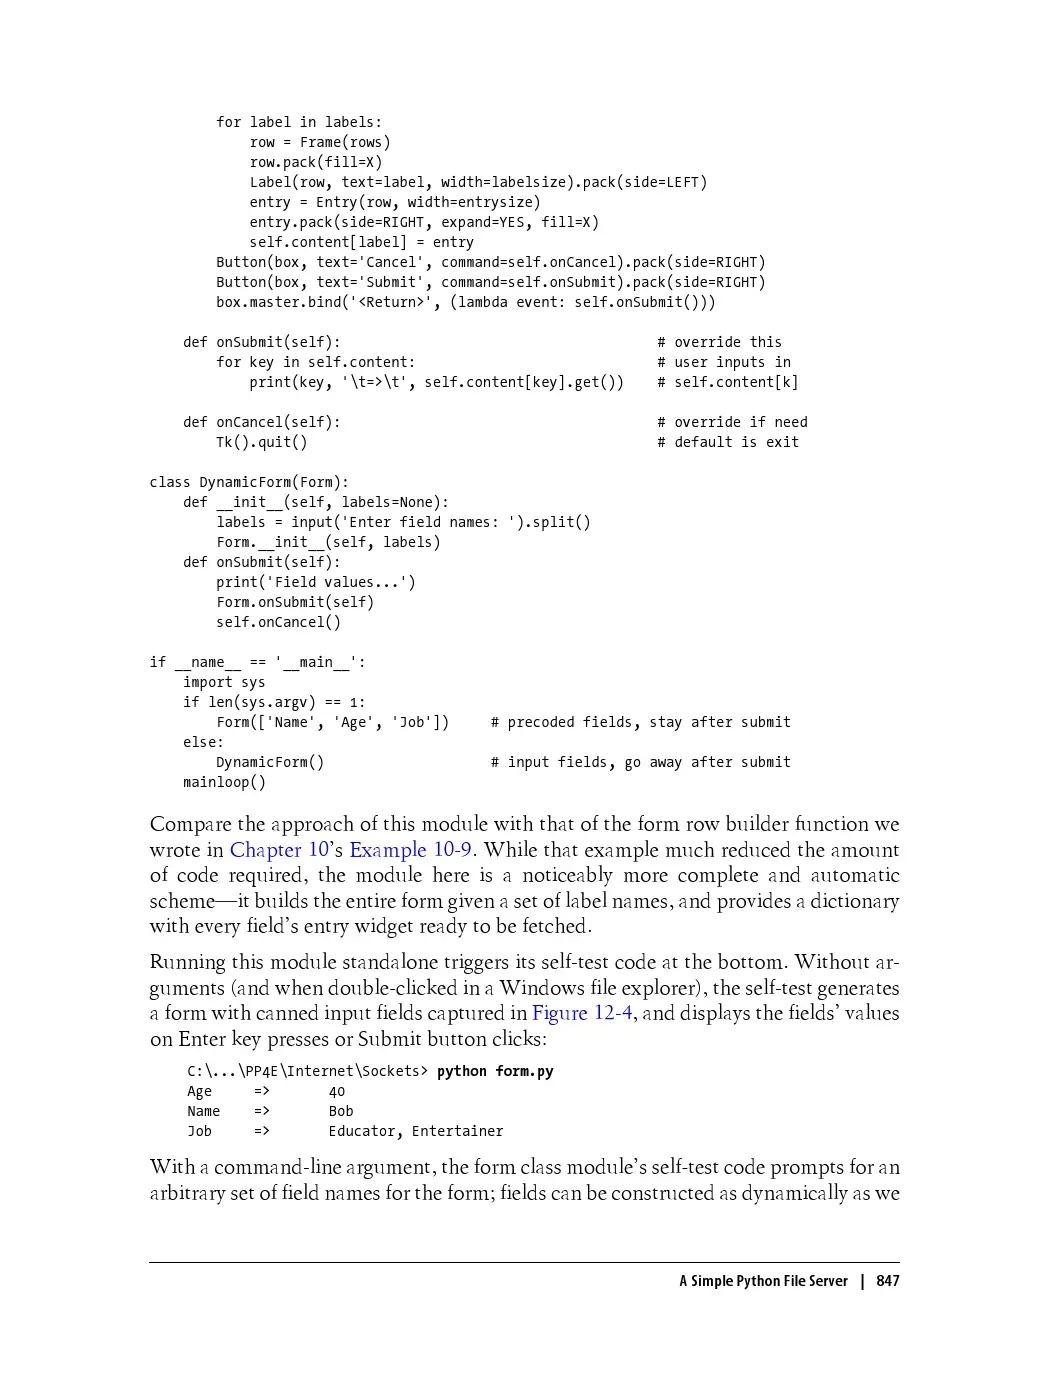 for label in labels:
            row = Frame(rows)
            row.pack(fill=X)
            Label(row, text=label, width=labelsize).pack(side=LEFT)
            entry = Entry(row, width=entrysize)
            entry.pack(side=RIGHT, expand=YES, fill=X)
            self.content[label] = entry
        Button(box, text='Cancel', command=self.onCancel).pack(side=RIGHT)
        Button(box, text='Submit', command=self.onSubmit).pack(side=RIGHT)
        box.master.bind('<Return>', (lambda event: self.onSubmit()))

    def onSubmit(self):                                      # override this
        for key in self.content:                             # user inputs in
            print(key, '\t=>\t', self.content[key].get())    # self.content[k]

    def onCancel(self):                                      # override if need
        Tk().quit()                                          # default is exit

class DynamicForm(Form):
    def __init__(self, labels=None):
        labels = input('Enter field names: ').split()
        Form.__init__(self, labels)
    def onSubmit(self):
        print('Field values...')
        Form.onSubmit(self)
        self.onCancel()

if __name__ == '__main__':
    import sys
    if len(sys.argv) == 1:
        Form(['Name', 'Age', 'Job'])     # precoded fields, stay after submit
    else:
        DynamicForm()                    # input fields, go away after submit
    mainloop()

Compare the approach of this module with that of the form row builder function we
wrote in Chapter 10's Example 10-9. While that example much reduced the amount
of code required, the module here is a noticeably more complete and automatic
scheme—it builds the entire form given a set of label names, and provides a dictionary
with every field's entry widget ready to be fetched.
Running this module standalone triggers its self-test code at the bottom. Without ar-
guments (and when double-clicked in a Windows file explorer), the self-test generates
a form with canned input fields captured in Figure 12-4, and displays the fields' values
on Enter key presses or Submit button clicks:
C:\...\PP4E\Internet\Sockets> python form.py
Age     =>       40
Name    =>       Bob
Job     =>       Educator, Entertainer
With a command-line argument, the form class module's self-test code prompts for an
arbitrary set of field names for the form; fields can be constructed as dynamically as we
A Simple Python File Server | 847